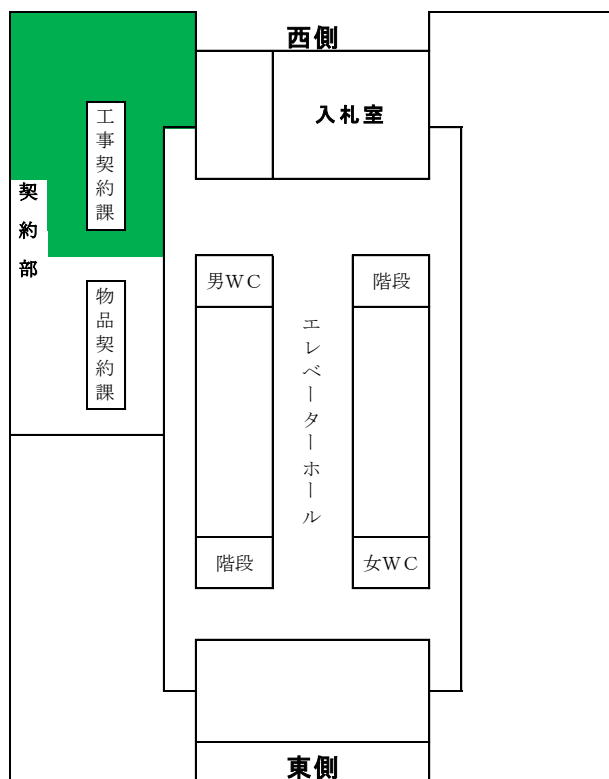 西側
入札室
工事契約課
契約部
物品契約課
男ＷＣ
階段
エレベーターホール
階段
女ＷＣ
東側